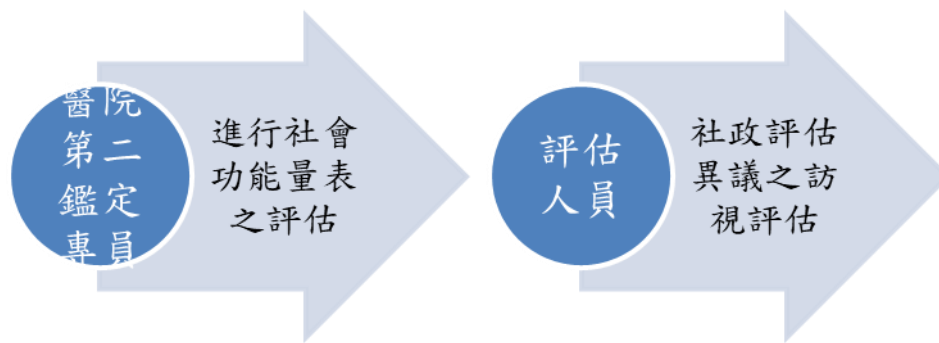 醫院
第二
鑑定
專員
進行社會
功能量表
之評估
評估
人員
社政評估
異議之訪
視評估